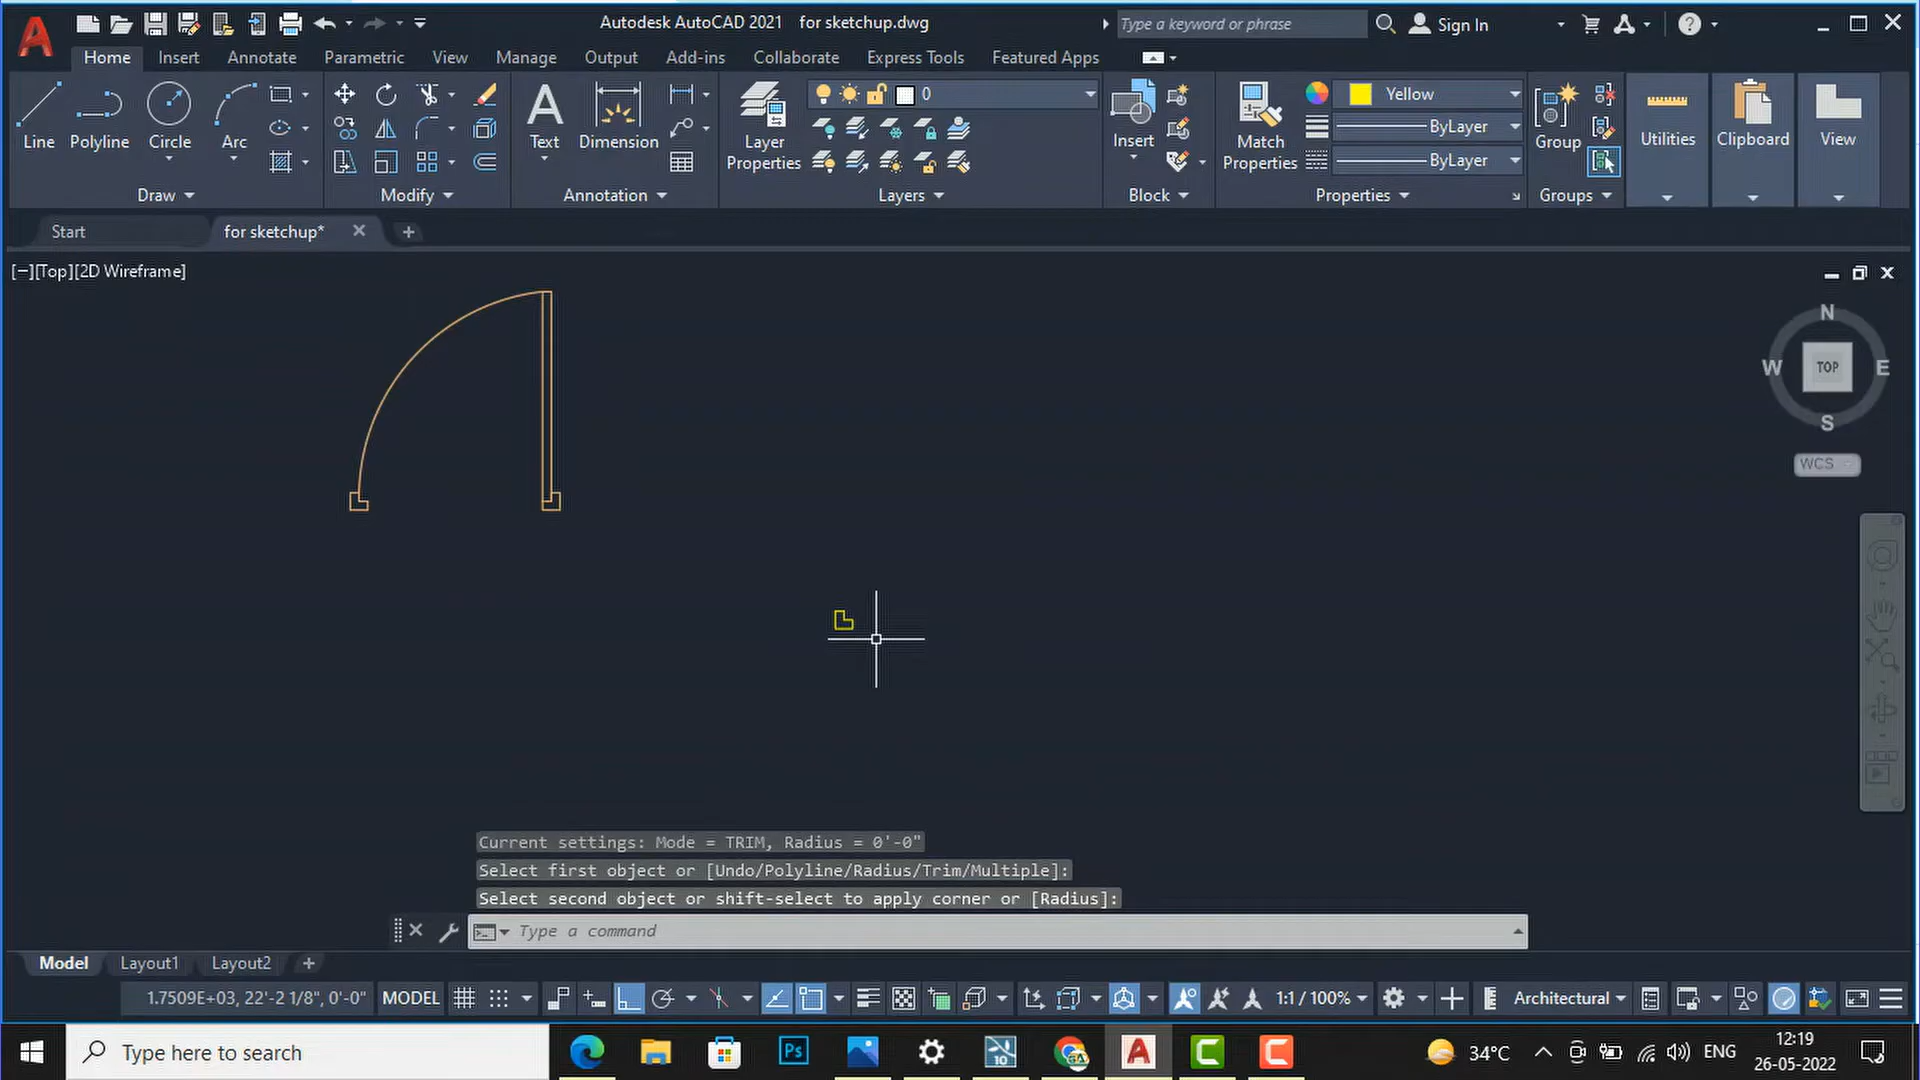 Autodesk AutoCAD 2021 for sketchup.dwg
Type a keyword or phrase
Sign In
Home Insert Annotate Parametric View Manage Output Add-ins Collaborate Express Tools Featured Apps
Line Polyline Circle Arc
Text Dimension
Layer Properties
0
Insert
Match Properties
Yellow
ByLayer
ByLayer
Group
Utilities
Clipboard
View
Draw Modify Annotation Layers Block Properties Groups
Start for sketchup*
[−][Top][2D Wireframe]
N
W TOP E
S
WCS
Current settings: Mode = TRIM, Radius = 0'-0"
Select first object or [Undo/Polyline/Radius/Trim/Multiple]:
Select second object or shift-select to apply corner or [Radius]:
Type a command
Model Layout1 Layout2
1.7509E+03, 22'-2 1/8", 0'-0" MODEL 1:1 / 100% Architectural
Type here to search
Ps
10
34°C
ENG
12:19
26-05-2022